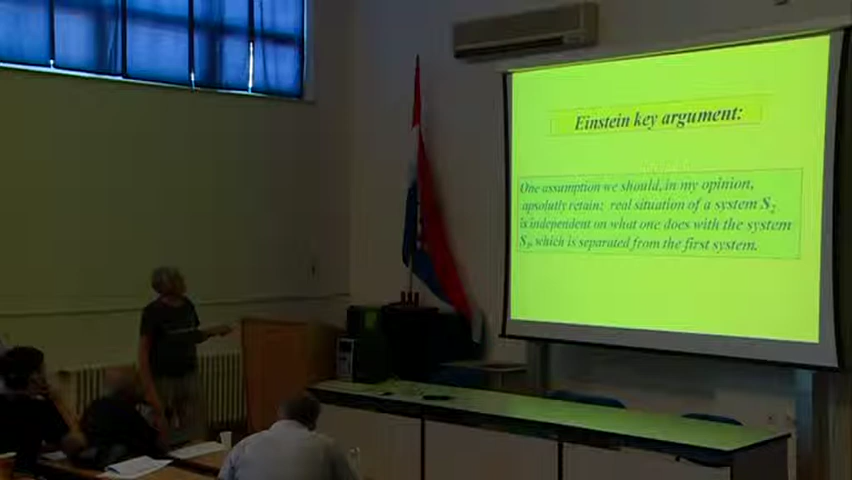 Einstein key argument:
One assumption we should, in my opinion,
apsolutly retain: real situation of a system S2
is independent on what one does with the system
S1, which is separated from the first system.